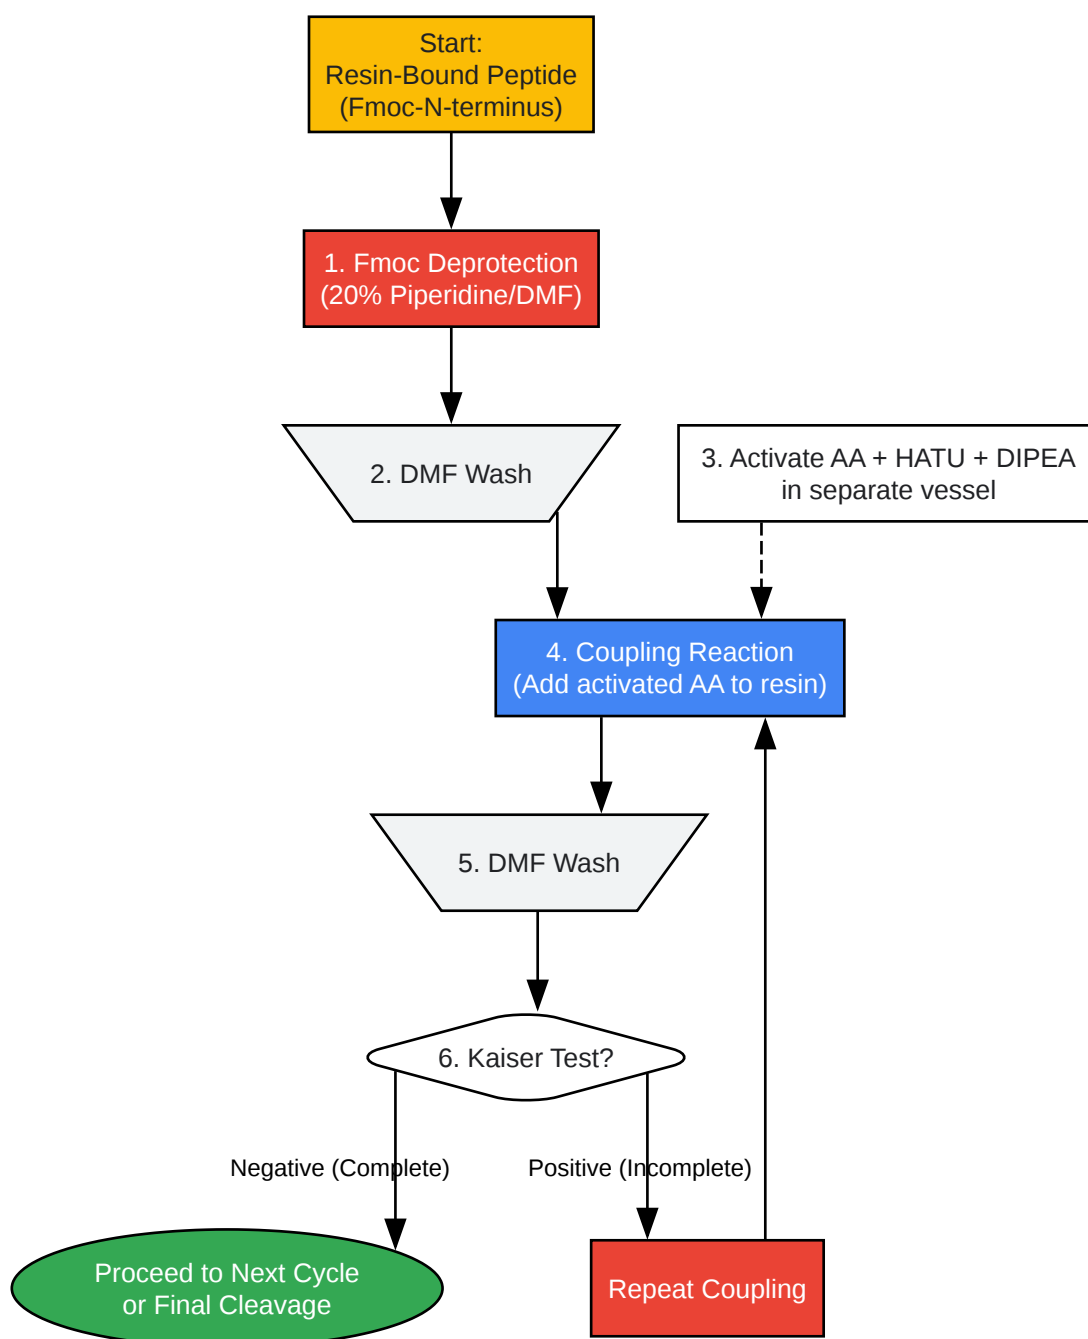 Start:
Resin-Bound Peptide
(Fmoc-N-terminus)
1. Fmoc Deprotection
(20% Piperidine/DMF)
2. DMF Wash
3. Activate AA + HATU + DIPEA
in separate vessel
4. Coupling Reaction
(Add activated AA to resin)
5. DMF Wash
6. Kaiser Test?
Negative (Complete)
Positive (Incomplete)
Proceed to Next Cycle
or Final Cleavage
Repeat Coupling